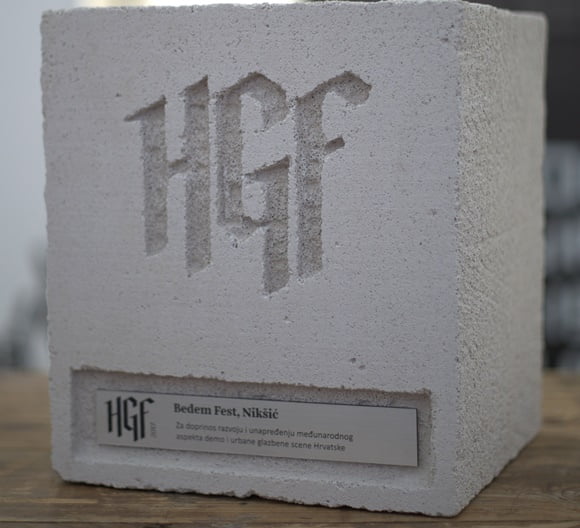 HGF
HGF
Bedem Fest, Nikšić
Za doprinos razvoju i unapređenju međunarodnog
aspekta demo i urbane glazbene scene Hrvatske